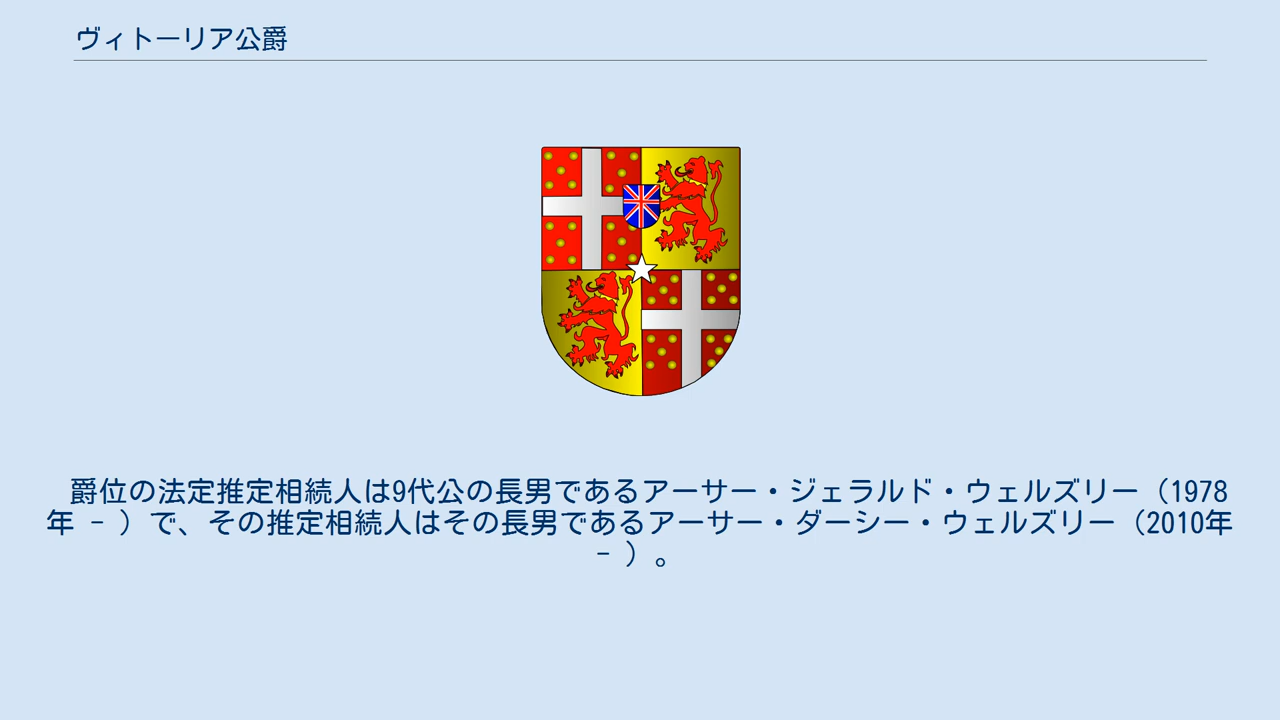 ヴィトーリア公爵
爵位の法定推定相続人は9代公の長男であるアーサー・ジェラルド・ウェルズリー（1978
年 - ）で、その推定相続人はその長男であるアーサー・ダーシー・ウェルズリー（2010年
- ）。